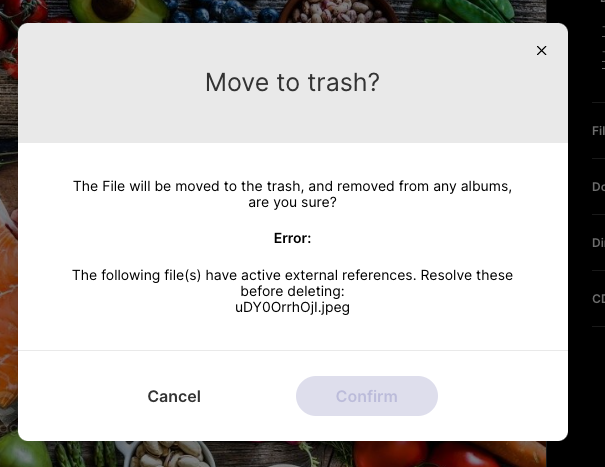 Move to trash?
The File will be moved to the trash, and removed from any albums,
are you sure?
Error:
The following file(s) have active external references. Resolve these
before deleting:
uDY0OrrhOjI.jpeg
Cancel
Confirm
Fil
Do
Di
CD